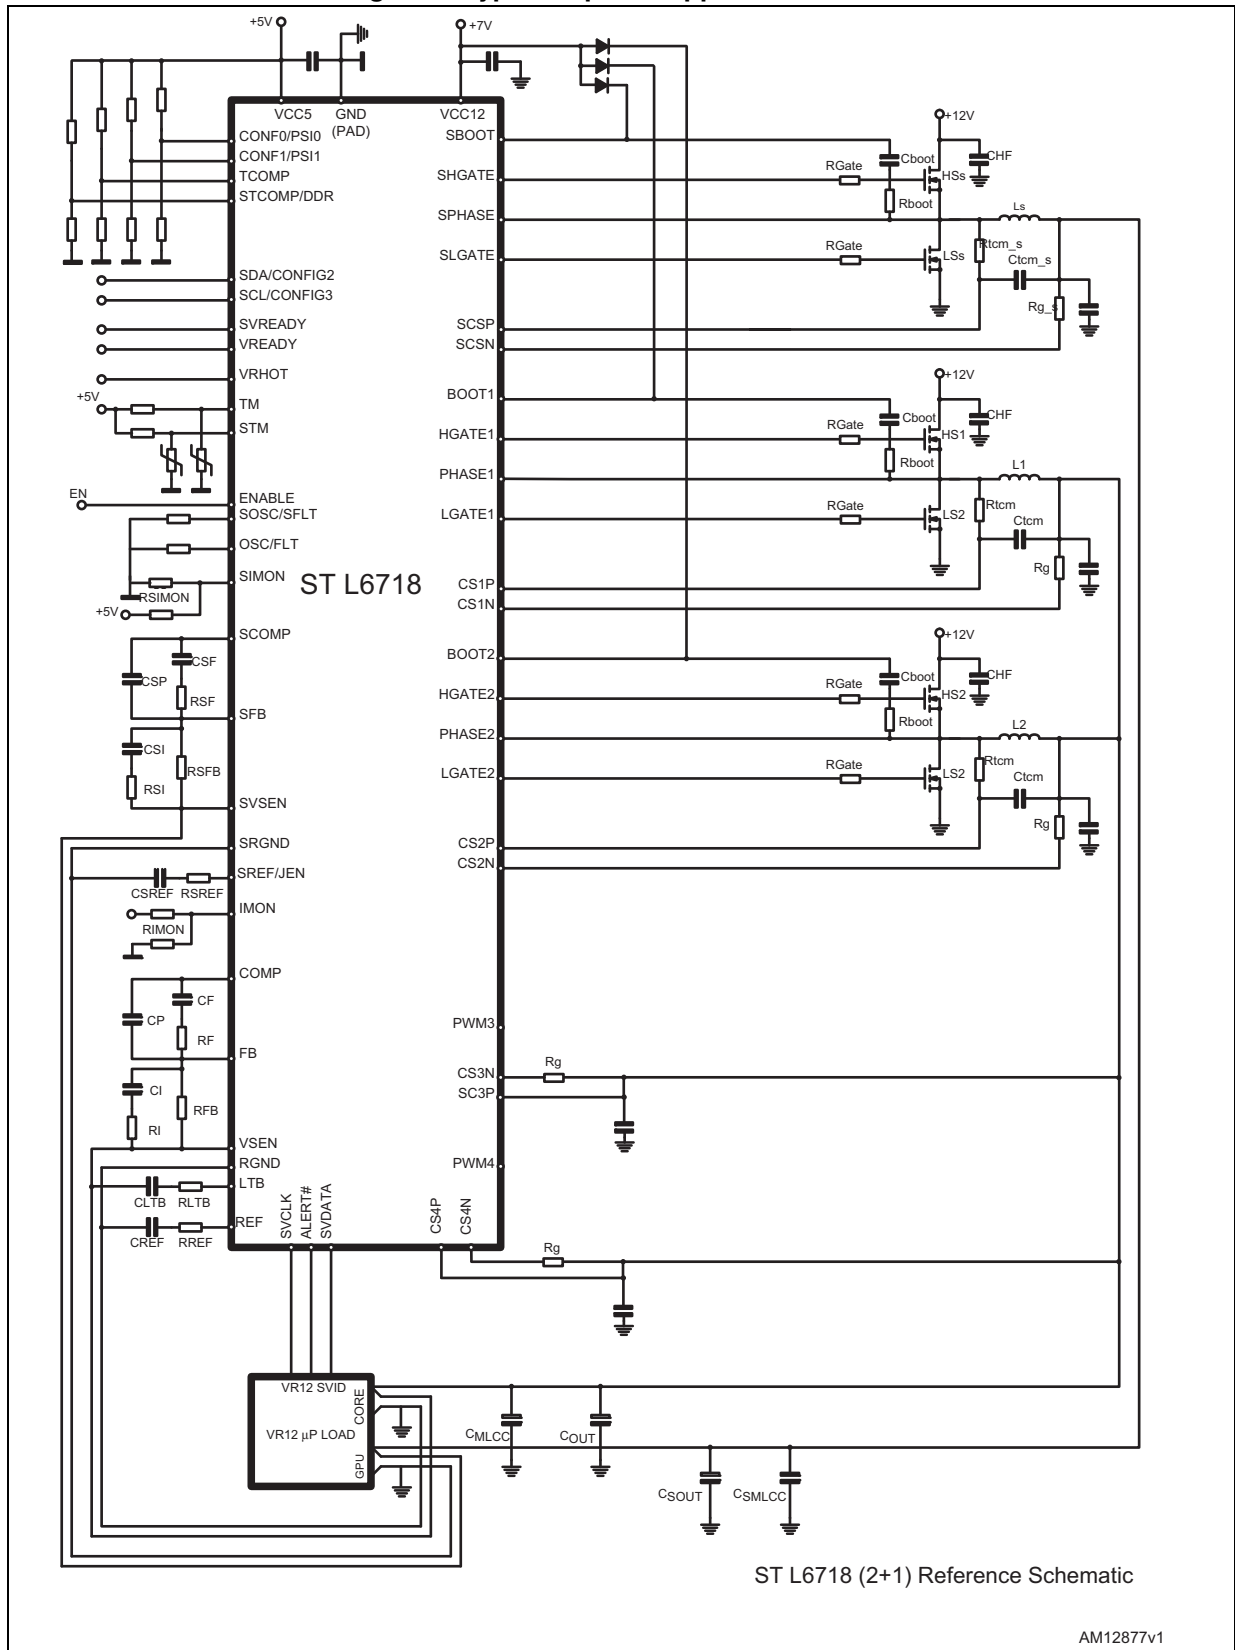 +5V
+7V
VCC5
GND
(PAD)
VCC12
CONF0/PSI0
CONF1/PSI1
TCOMP
STCOMP/DDR
SDA/CONFIG2
SCL/CONFIG3
SVREADY
VREADY
VRHOT
+5V
TM
STM
EN
ENABLE
SOSC/SFLT
OSC/FLT
SIMON
RSIMON
+5V
SCOMP
CSF
CSP
RSF
SFB
CSI
RSFB
RSI
SVSEN
SRGND
SREF/JEN
CSREF
RSREF
IMON
RIMON
COMP
CF
CP
RF
FB
CI
RFB
RI
VSEN
RGND
LTB
CLTB
RLTB
REF
CREF
RREF
ST L6718
SBOOT
SHGATE
SPHASE
SLGATE
SCSP
SCSN
BOOT1
HGATE1
PHASE1
LGATE1
CS1P
CS1N
BOOT2
HGATE2
PHASE2
LGATE2
CS2P
CS2N
PWM3
CS3N
SC3P
PWM4
SVCLK
ALERT#
SVDATA
CS4P
CS4N
+12V
RGate
Cboot
CHF
HSs
Rboot
Ls
RGate
LSs
Rtcm_s
Ctcm_s
Rg_s
+12V
RGate
Cboot
CHF
HS1
Rboot
L1
RGate
LS2
Rtcm
Ctcm
Rg
+12V
RGate
Cboot
CHF
HS2
Rboot
L2
RGate
LS2
Rtcm
Ctcm
Rg
Rg
Rg
VR12 SVID
CORE
VR12 μP LOAD
GPU
CMLCC
COUT
CSOUT
CSMLCC
ST L6718 (2+1) Reference Schematic
AM12877v1